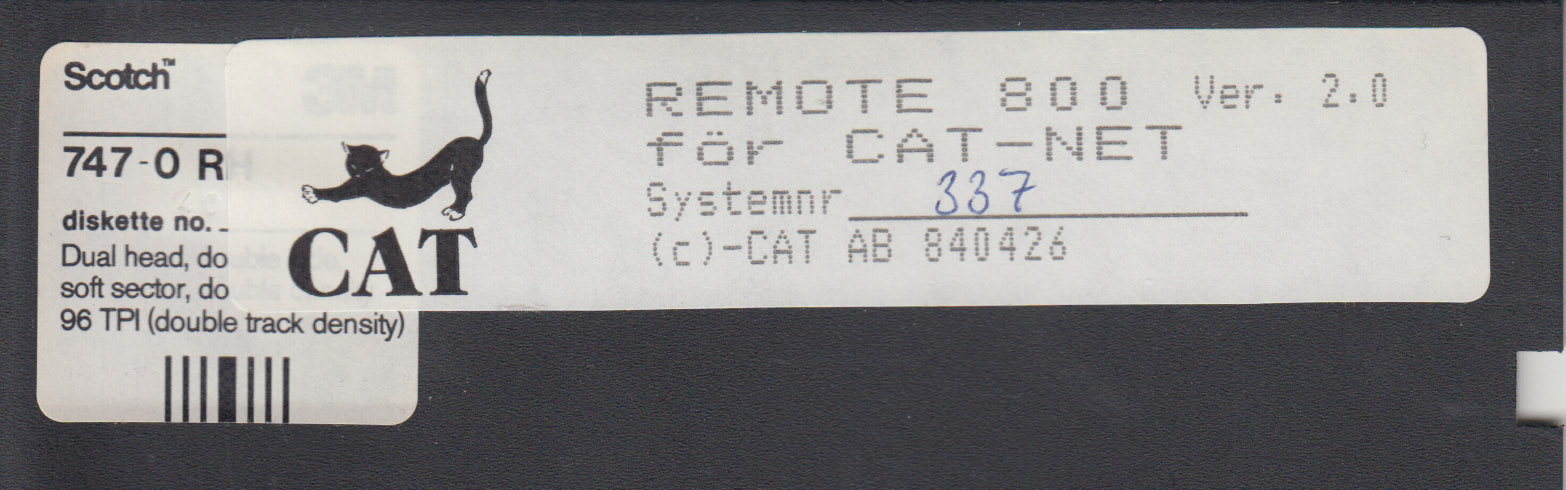 Scotch™
747-0 R
diskette no.
Dual head, do
soft sector, do
96 TPI (double track density)
CAT
REMOTE 800 Ver. 2.0
för CAT-NET
Systemnr 337
(c)-CAT AB 840426